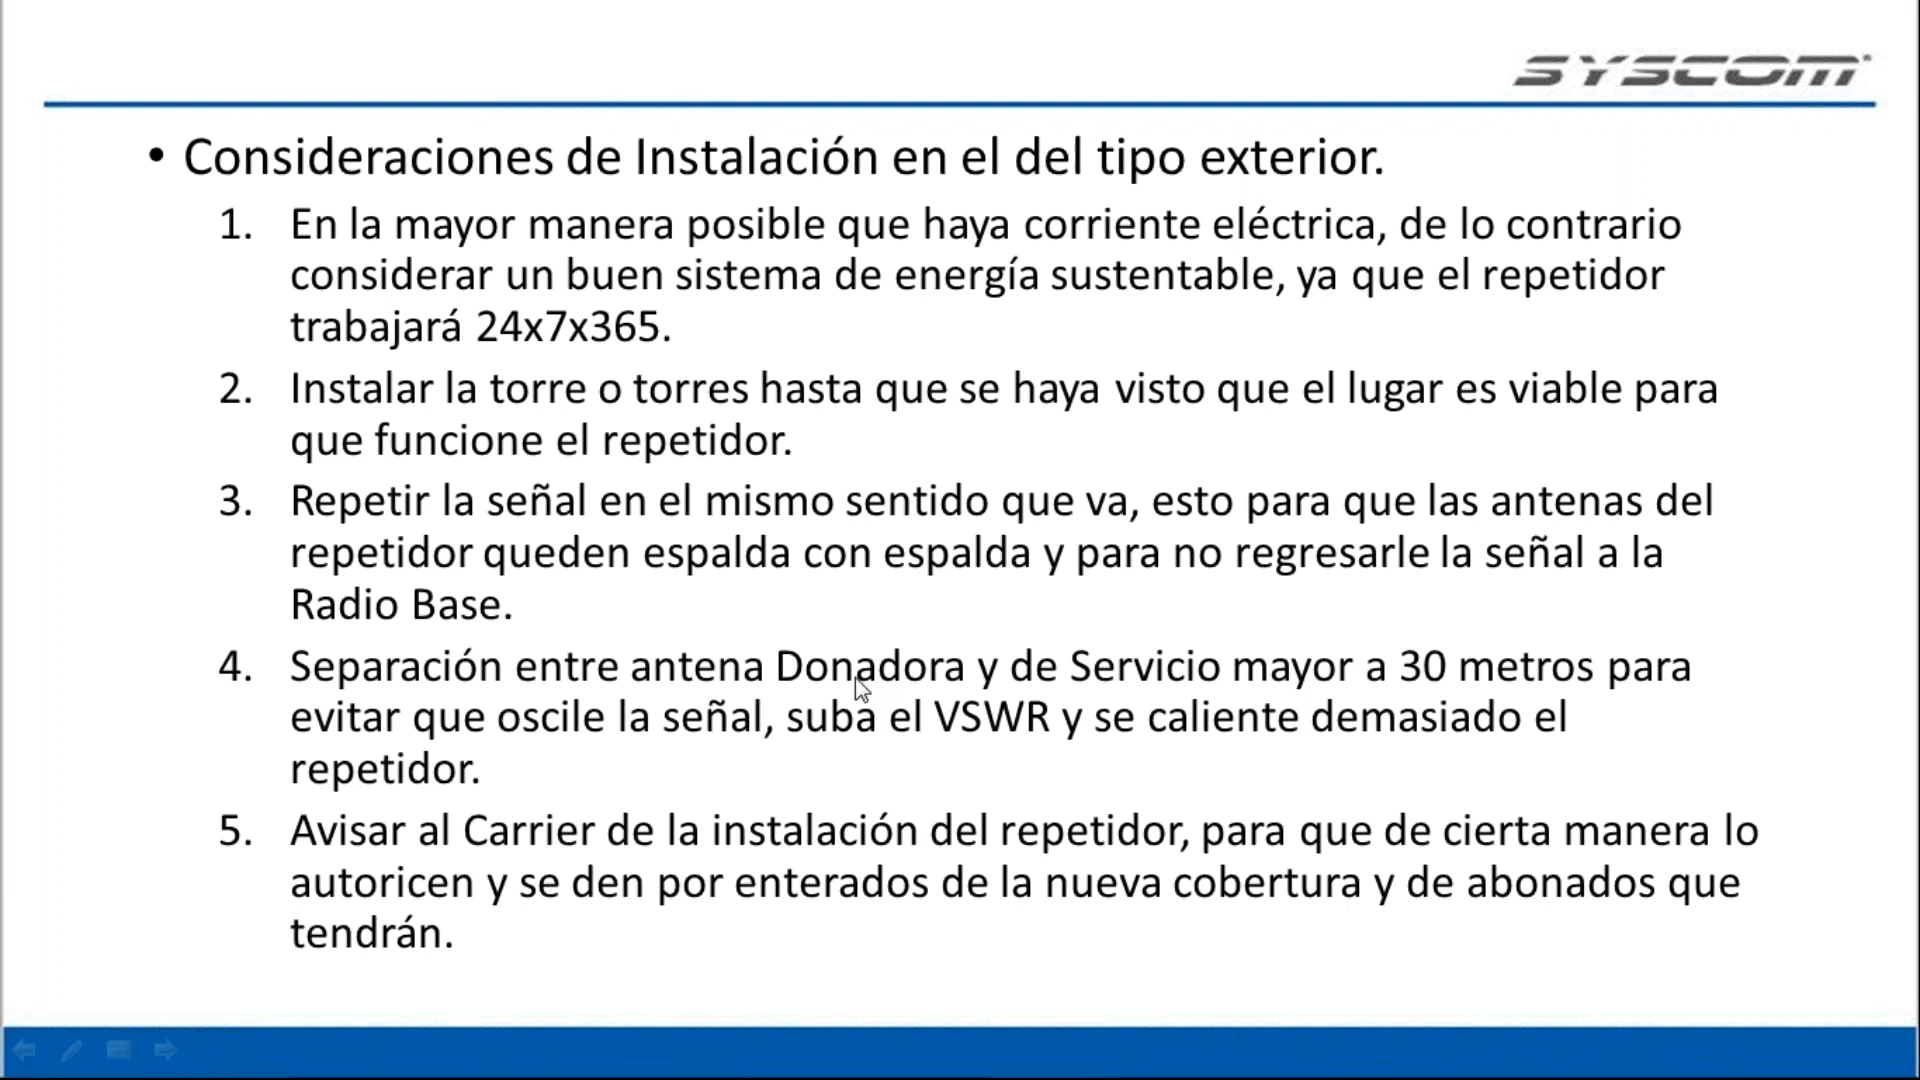 SYSCOM
• Consideraciones de Instalación en el del tipo exterior.
1. En la mayor manera posible que haya corriente eléctrica, de lo contrario
considerar un buen sistema de energía sustentable, ya que el repetidor
trabajará 24x7x365.
2. Instalar la torre o torres hasta que se haya visto que el lugar es viable para
que funcione el repetidor.
3. Repetir la señal en el mismo sentido que va, esto para que las antenas del
repetidor queden espalda con espalda y para no regresarle la señal a la
Radio Base.
4. Separación entre antena Donadora y de Servicio mayor a 30 metros para
evitar que oscile la señal, suba el VSWR y se caliente demasiado el
repetidor.
5. Avisar al Carrier de la instalación del repetidor, para que de cierta manera lo
autoricen y se den por enterados de la nueva cobertura y de abonados que
tendrán.